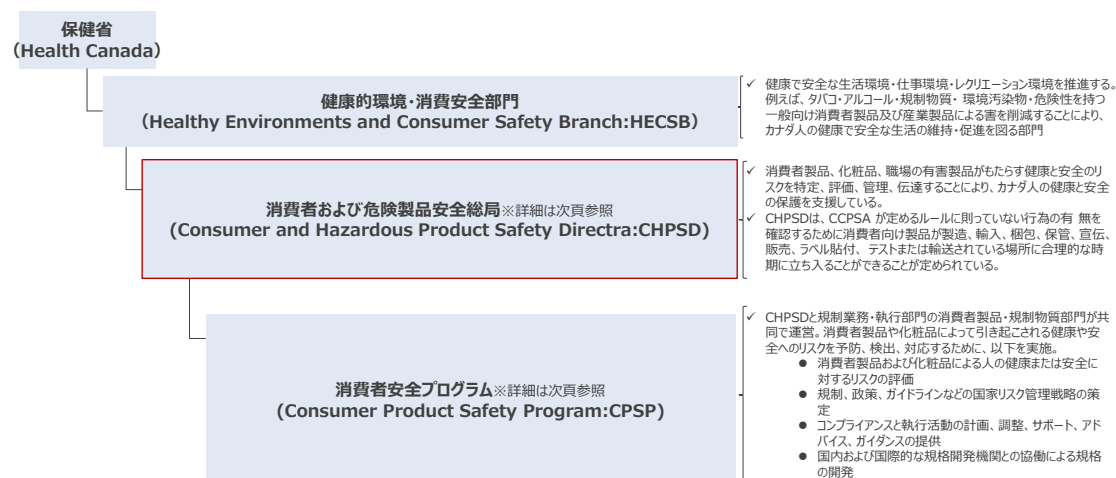 保健省
（Health Canada）
健康的環境・消費安全部門
（Healthy Environments and Consumer Safety Branch:HECSB）
✓ 健康で安全な生活環境・仕事環境・レクリエーション環境を推進する。
例えば、タバコ・アルコール・規制物質・ 環境汚染物・危険性を持つ
一般向け消費者製品及び産業製品による害を削減することにより、
カナダ人の健康で安全な生活の維持・促進を図る部門
消費者および危険製品安全総局※詳細は次頁参照
(Consumer and Hazardous Product Safety Directra:CHPSD)
✓ 消費者製品、化粧品、職場の有害製品がもたらす健康と安全のリ
スクを特定、評価、管理、伝達することにより、カナダ人の健康と安全
の保護を支援している。
✓ CHPSDは、CCPSA が定めるルールに則っていない行為の有 無を
確認するために消費者向け製品が製造、輸入、梱包、保管、宣伝、
販売、ラベル貼付、 テストまたは輸送されている場所に合理的な時
期に立ち入ることができることが定められている。
消費者安全プログラム※詳細は次頁参照
(Consumer Product Safety Program:CPSP)
✓ CHPSDと規制業務・執行部門の消費者製品・規制物質部門が共
同で運営。消費者製品や化粧品によって引き起こされる健康や安
全へのリスクを予防、検出、対応するために、以下を実施。
● 消費者製品および化粧品による人の健康または安全に
対するリスクの評価
● 規制、政策、ガイドラインなどの国家リスク管理戦略の策
定
● コンプライアンスと執行活動の計画、調整、サポート、アド
バイス、ガイダンスの提供
● 国内および国際的な規格開発機関との協働による規格
の開発